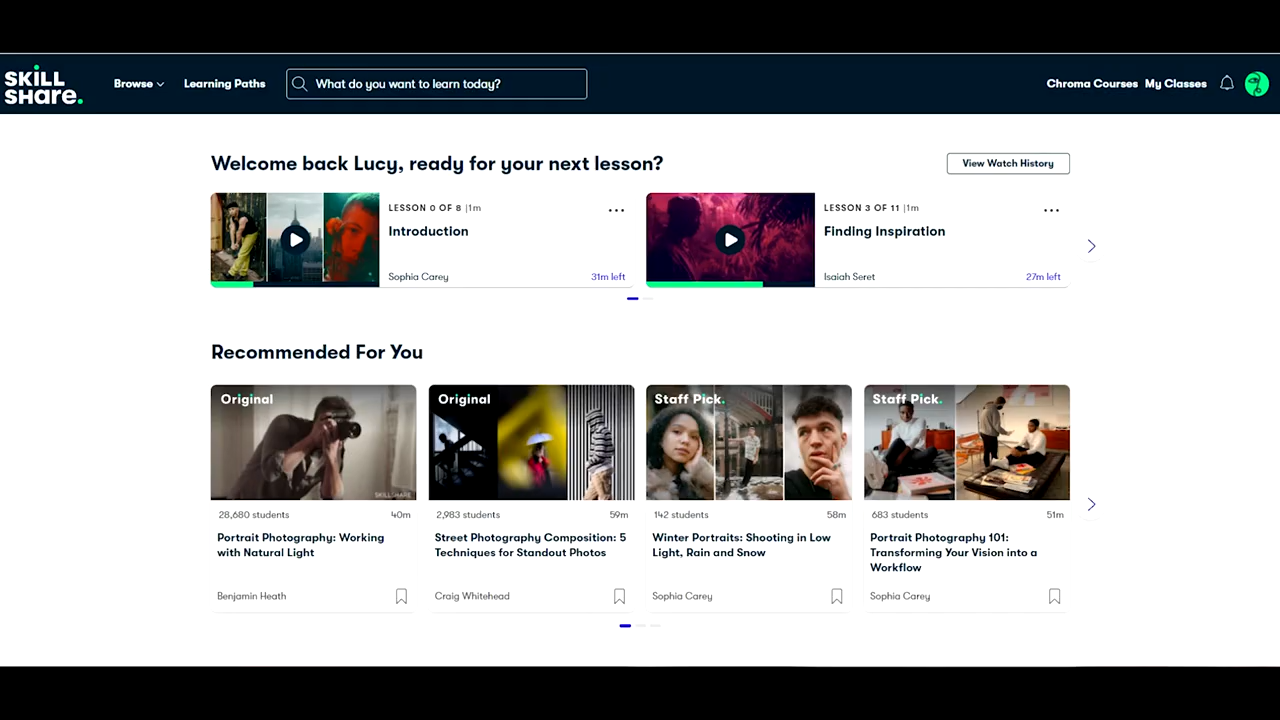 SKILL
SHARE.
Browse
Learning Paths
What do you want to learn today?
Chroma Courses
My Classes
Welcome back Lucy, ready for your next lesson?
View Watch History
LESSON 0 OF 8 |1m
Introduction
Sophia Carey
31m left
LESSON 3 OF 11 |1m
Finding Inspiration
Isaiah Seret
27m left
Recommended For You
Original
SKILLSHARE
28,680 students
40m
Portrait Photography: Working
with Natural Light
Benjamin Heath
Original
2,983 students
59m
Street Photography Composition: 5
Techniques for Standout Photos
Craig Whitehead
Staff Pick.
142 students
58m
Winter Portraits: Shooting in Low
Light, Rain and Snow
Sophia Carey
Staff Pick.
683 students
51m
Portrait Photography 101:
Transforming Your Vision into a
Workflow
Sophia Carey